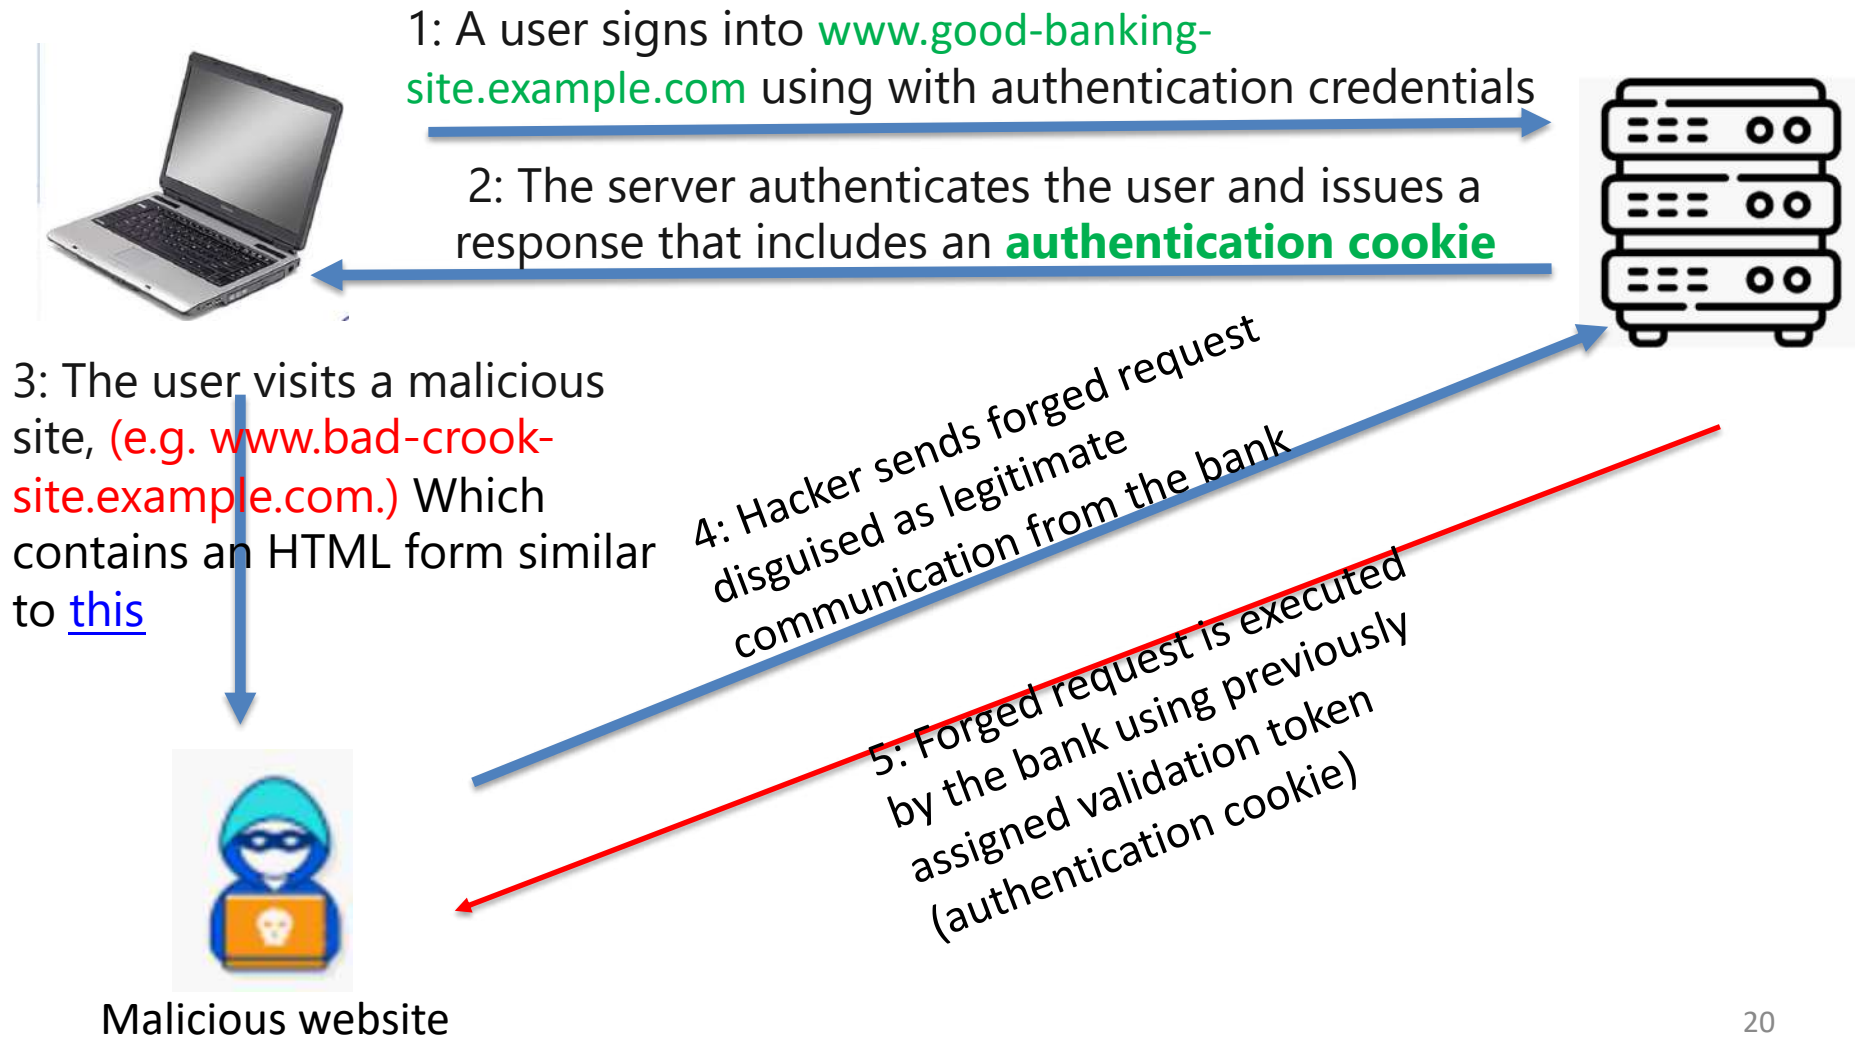 1: A user signs into www.good-banking-
site.example.com using with authentication credentials
2: The server authenticates the user and issues a
response that includes an authentication cookie
3: The user visits a malicious
site, (e.g. www.bad-crook-
site.example.com.) Which
contains an HTML form similar
to this
4: Hacker sends forged request
disguised as legitimate
communication from the bank
5: Forged request is executed
by the bank using previously
assigned validation token
(authentication cookie)
Malicious website
20